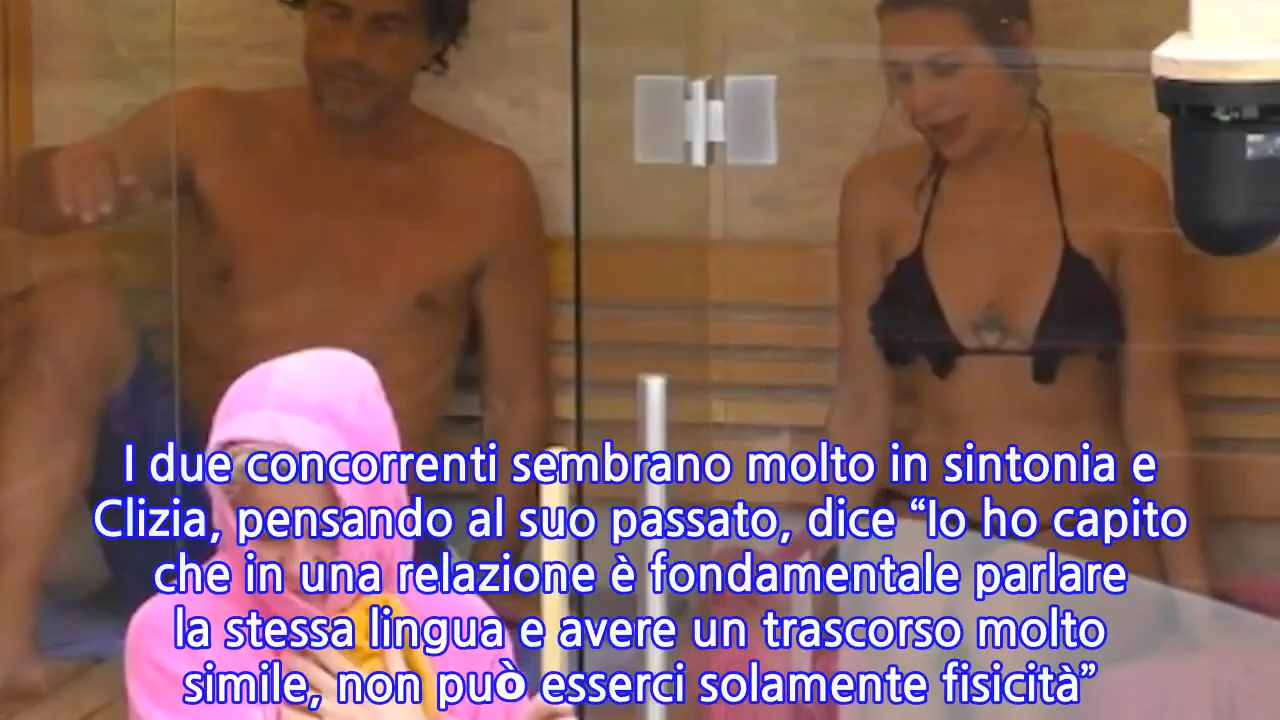 I due concorrenti sembrano molto in sintonia e
Clizia, pensando al suo passato, dice “Io ho capito
che in una relazione è fondamentale parlare
la stessa lingua e avere un trascorso molto
simile, non può esserci solamente fisicità”